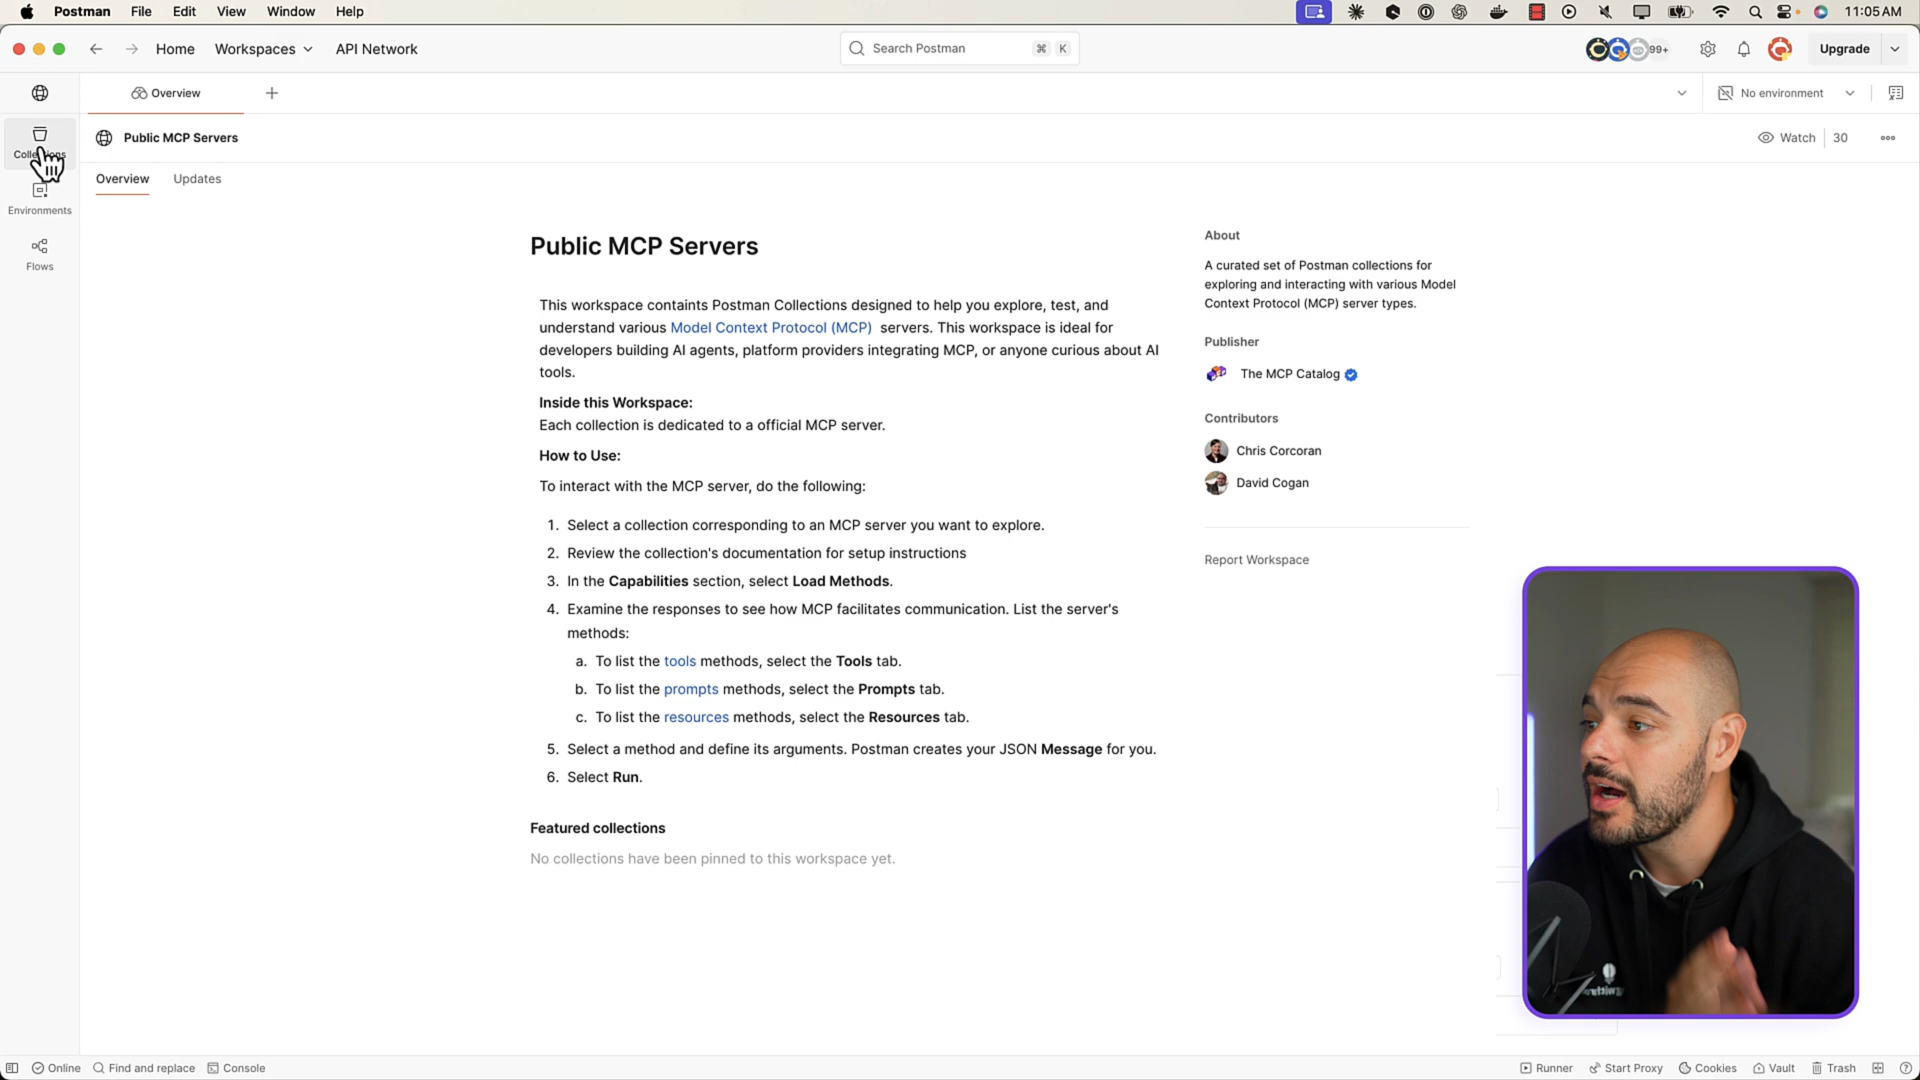 Postman File Edit View Window Help
11:05 AM
Home Workspaces API Network
Search Postman ⌘ K
99+
Upgrade
Overview
No environment
Collections
Environments
Flows
Public MCP Servers
Watch 30
Overview Updates
Public MCP Servers
This workspace containts Postman Collections designed to help you explore, test, and
understand various Model Context Protocol (MCP) servers. This workspace is ideal for
developers building AI agents, platform providers integrating MCP, or anyone curious about AI
tools.
Inside this Workspace:
Each collection is dedicated to a official MCP server.
How to Use:
To interact with the MCP server, do the following:
1. Select a collection corresponding to an MCP server you want to explore.
2. Review the collection's documentation for setup instructions
3. In the Capabilities section, select Load Methods.
4. Examine the responses to see how MCP facilitates communication. List the server's
methods:
a. To list the tools methods, select the Tools tab.
b. To list the prompts methods, select the Prompts tab.
c. To list the resources methods, select the Resources tab.
5. Select a method and define its arguments. Postman creates your JSON Message for you.
6. Select Run.
Featured collections
No collections have been pinned to this workspace yet.
About
A curated set of Postman collections for
exploring and interacting with various Model
Context Protocol (MCP) server types.
Publisher
The MCP Catalog
Contributors
Chris Corcoran
David Cogan
Report Workspace
Online Find and replace Console
Runner Start Proxy Cookies Vault Trash